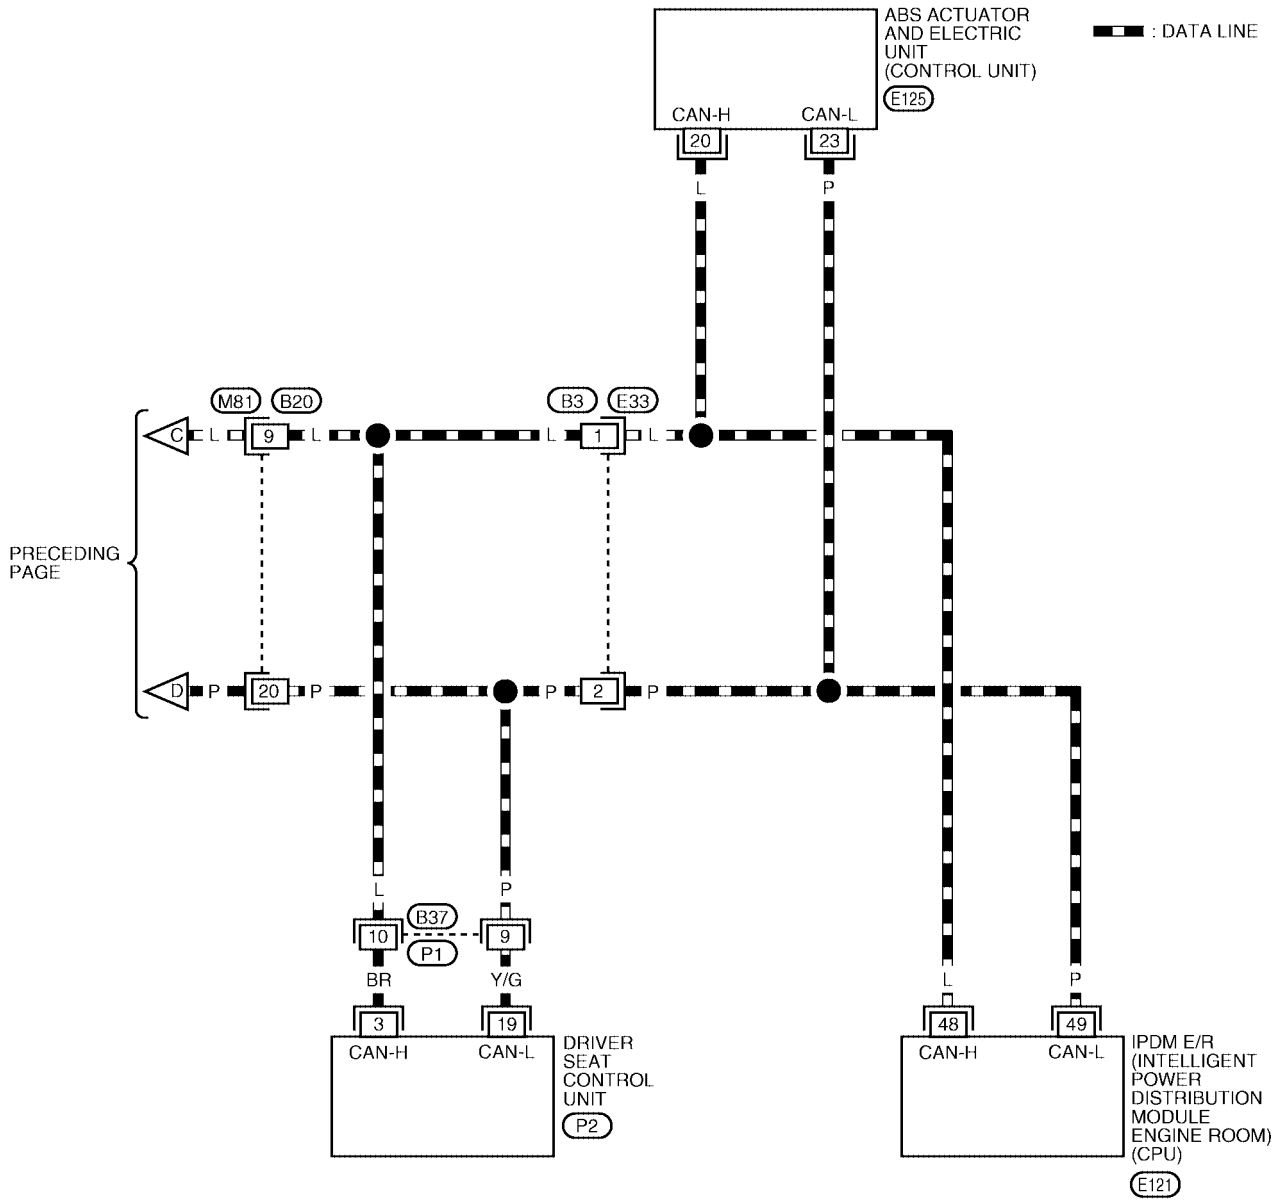 ABS ACTUATOR
AND ELECTRIC
UNIT
(CONTROL UNIT)
E125
: DATA LINE
CAN-H
CAN-L
20
23
L
P
M81
B20
B3
E33
C
L
9
L
L
1
L
PRECEDING
PAGE
D
P
20
P
P
2
P
L
P
B37
10
9
P1
BR
Y/G
L
P
3
19
48
49
CAN-H
CAN-L
DRIVER
SEAT
CONTROL
UNIT
P2
CAN-H
CAN-L
IPDM E/R
(INTELLIGENT
POWER
DISTRIBUTION
MODULE
ENGINE ROOM)
(CPU)
E121